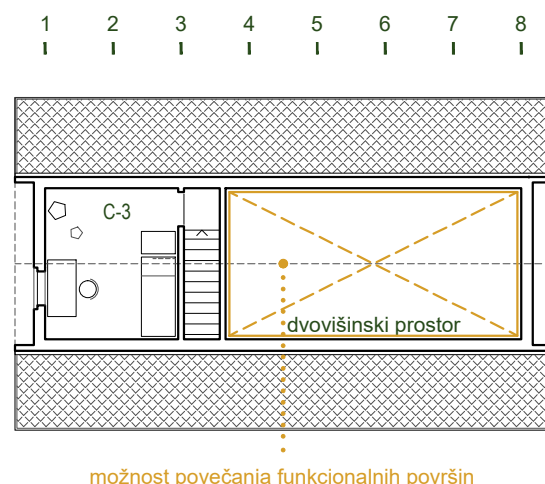 1 2 3 4 5 6 7 8
C-3
dvovišinski prostor
možnost povečanja funkcionalnih površin